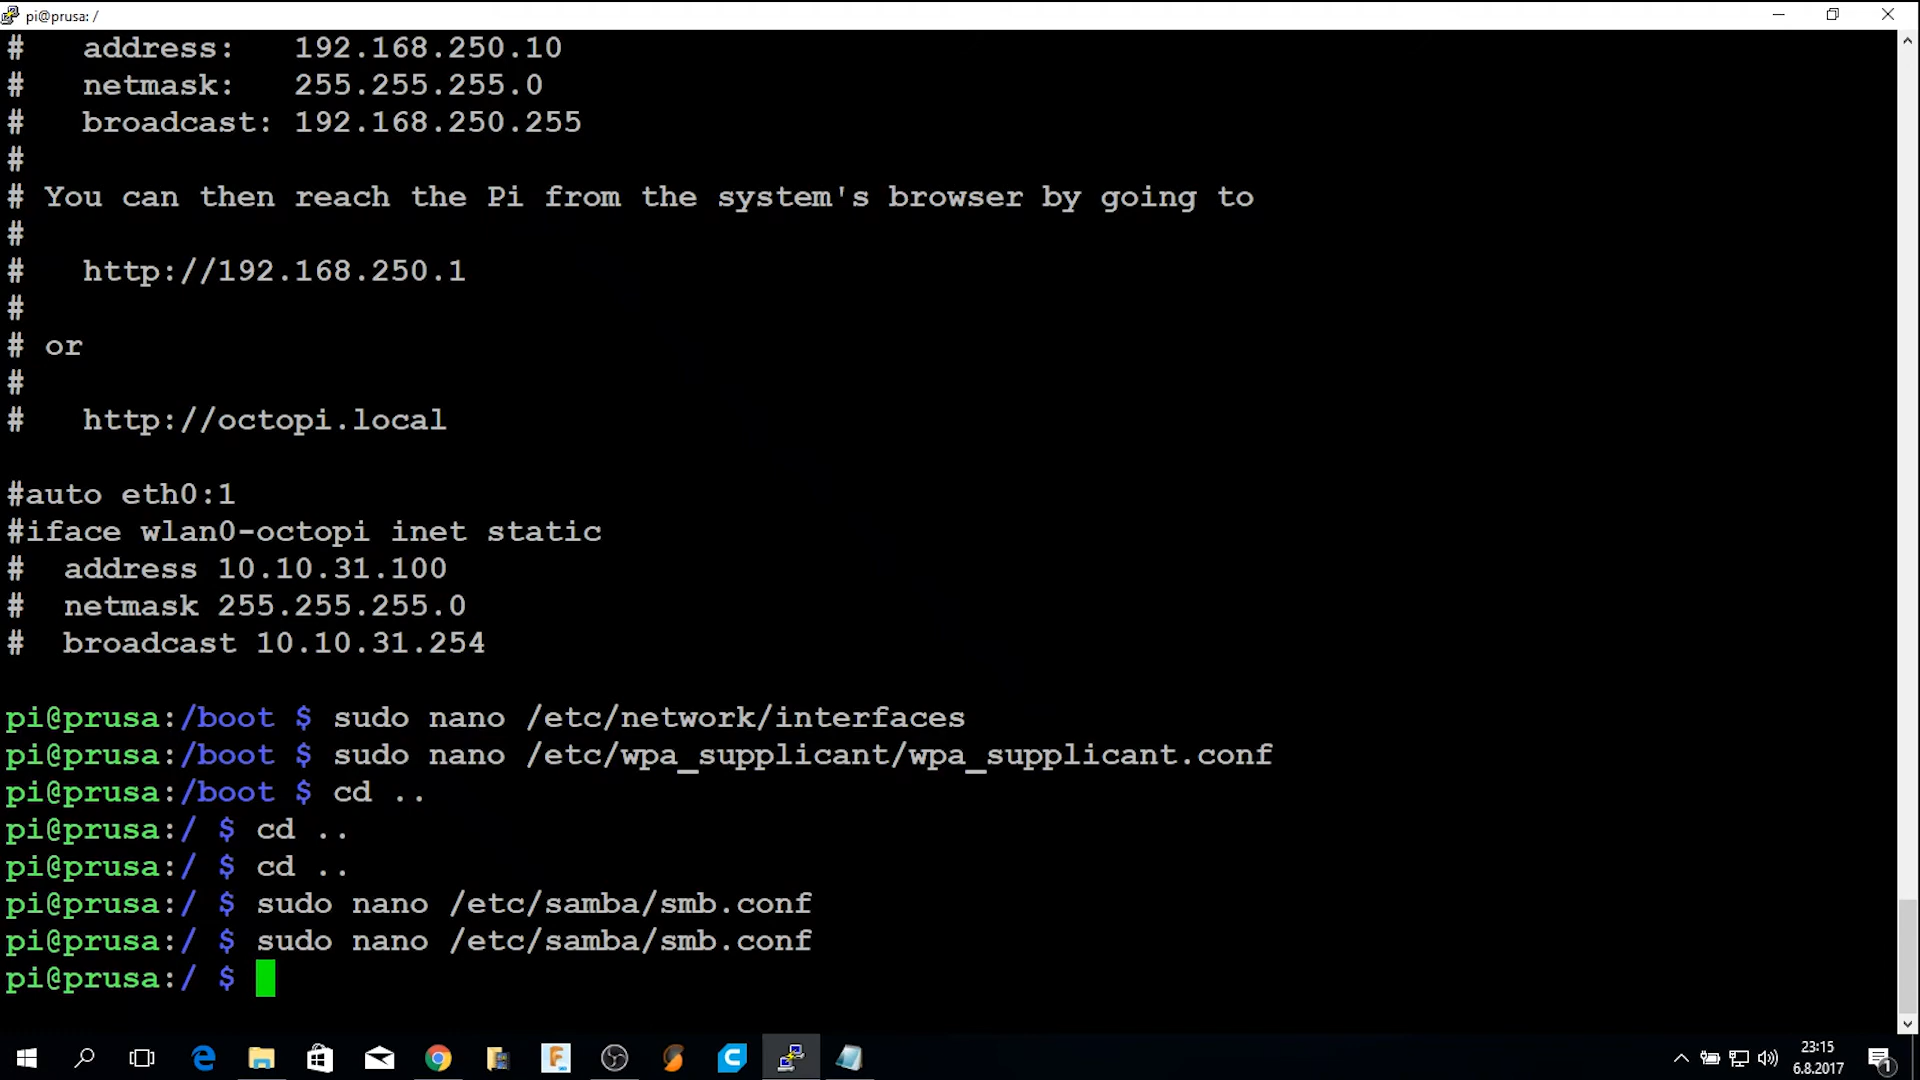 pi@prusa: /
#   address:   192.168.250.10
#   netmask:   255.255.255.0
#   broadcast: 192.168.250.255
#
# You can then reach the Pi from the system's browser by going to
#
#   http://192.168.250.1
#
# or
#
#   http://octopi.local
#auto eth0:1
#iface wlan0-octopi inet static
#  address 10.10.31.100
#  netmask 255.255.255.0
#  broadcast 10.10.31.254
pi@prusa:/boot $ sudo nano /etc/network/interfaces
pi@prusa:/boot $ sudo nano /etc/wpa_supplicant/wpa_supplicant.conf
pi@prusa:/boot $ cd ..
pi@prusa:/ $ cd ..
pi@prusa:/ $ cd ..
pi@prusa:/ $ sudo nano /etc/samba/smb.conf
pi@prusa:/ $ sudo nano /etc/samba/smb.conf
pi@prusa:/ $
23:15
6.8.2017
1